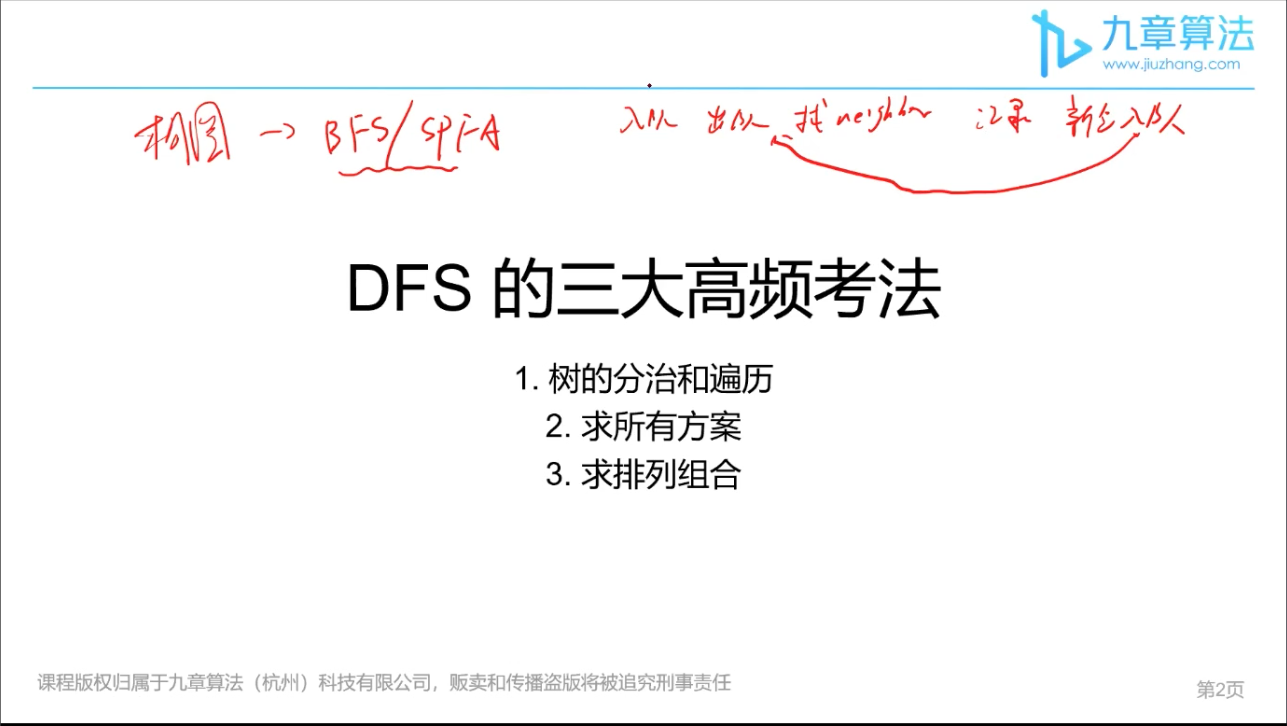 九章算法
www.jiuzhang.com
构图 → BFS/SPFA
入队 出队 找neighbor 记录 新点入队
DFS 的三大高频考法
1. 树的分治和遍历
2. 求所有方案
3. 求排列组合
课程版权归属于九章算法（杭州）科技有限公司，贩卖和传播盗版将被追究刑事责任
第2页